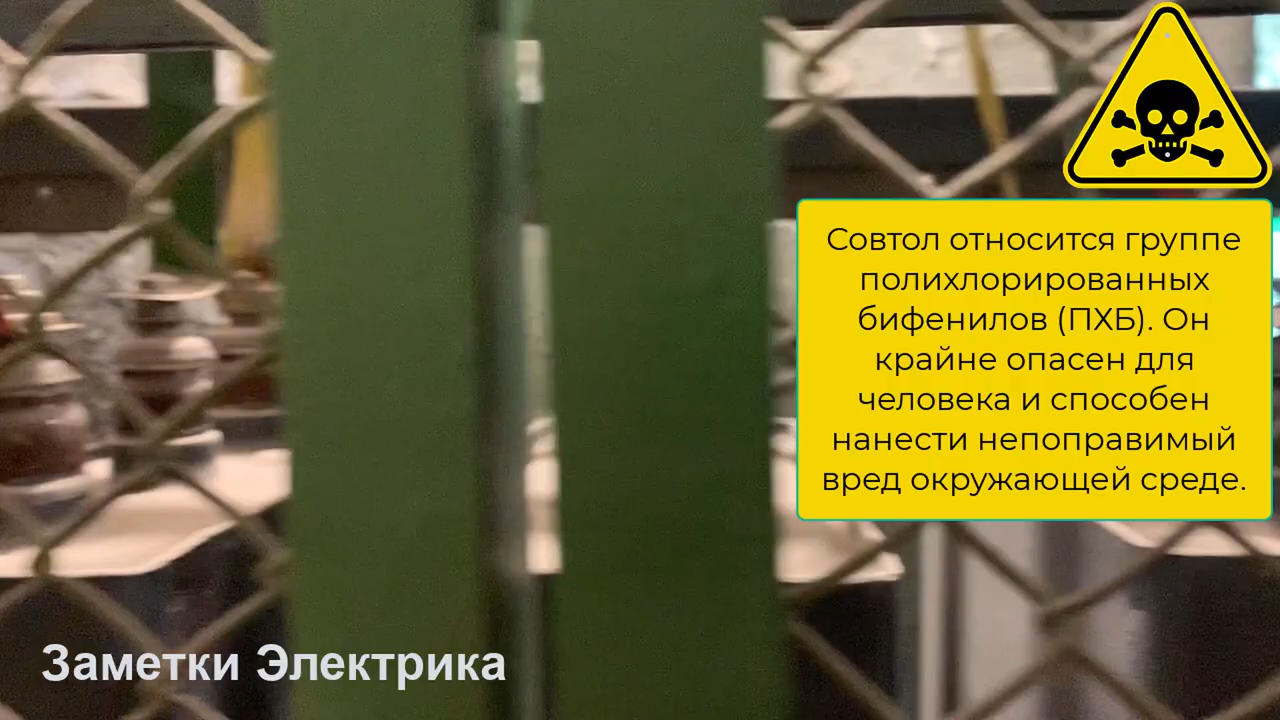 Совтол относится группе
полихлорированных
бифенилов (ПХБ). Он
крайне опасен для
человека и способен
нанести непоправимый
вред окружающей среде.
Заметки Электрика